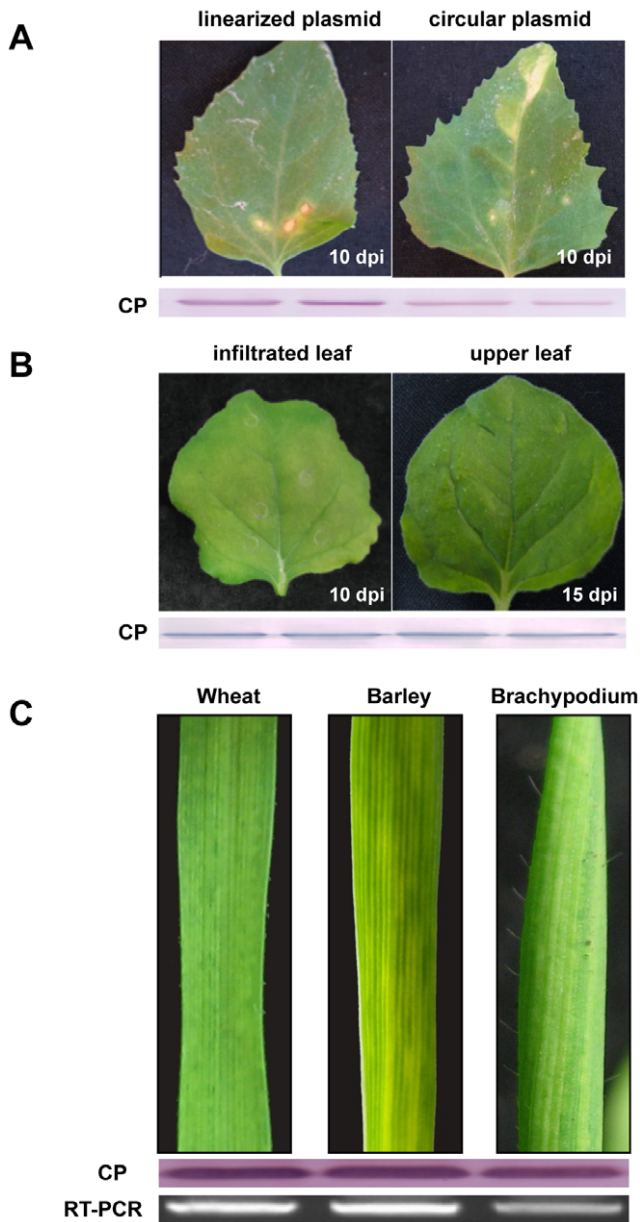 A
linearized plasmid
circular plasmid
10 dpi
10 dpi
CP
B
infiltrated leaf
upper leaf
10 dpi
15 dpi
CP
C
Wheat
Barley
Brachypodium
CP
RT-PCR